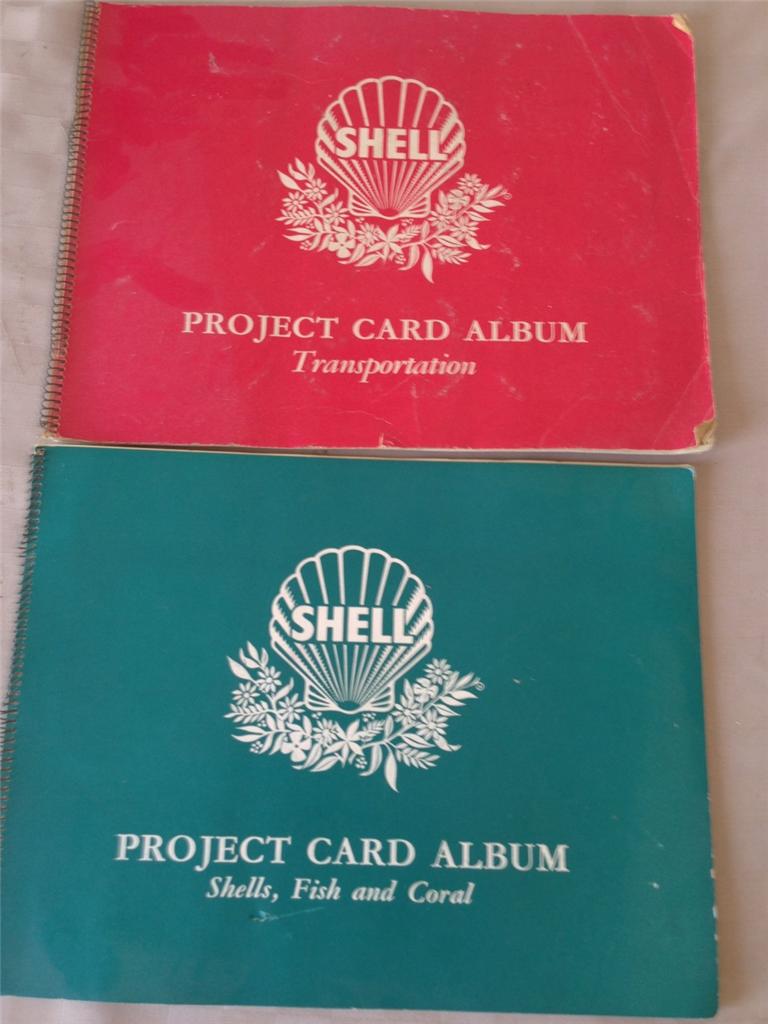 SHELL
PROJECT CARD ALBUM
Transportation
SHELL
PROJECT CARD ALBUM
Shells, Fish and Coral